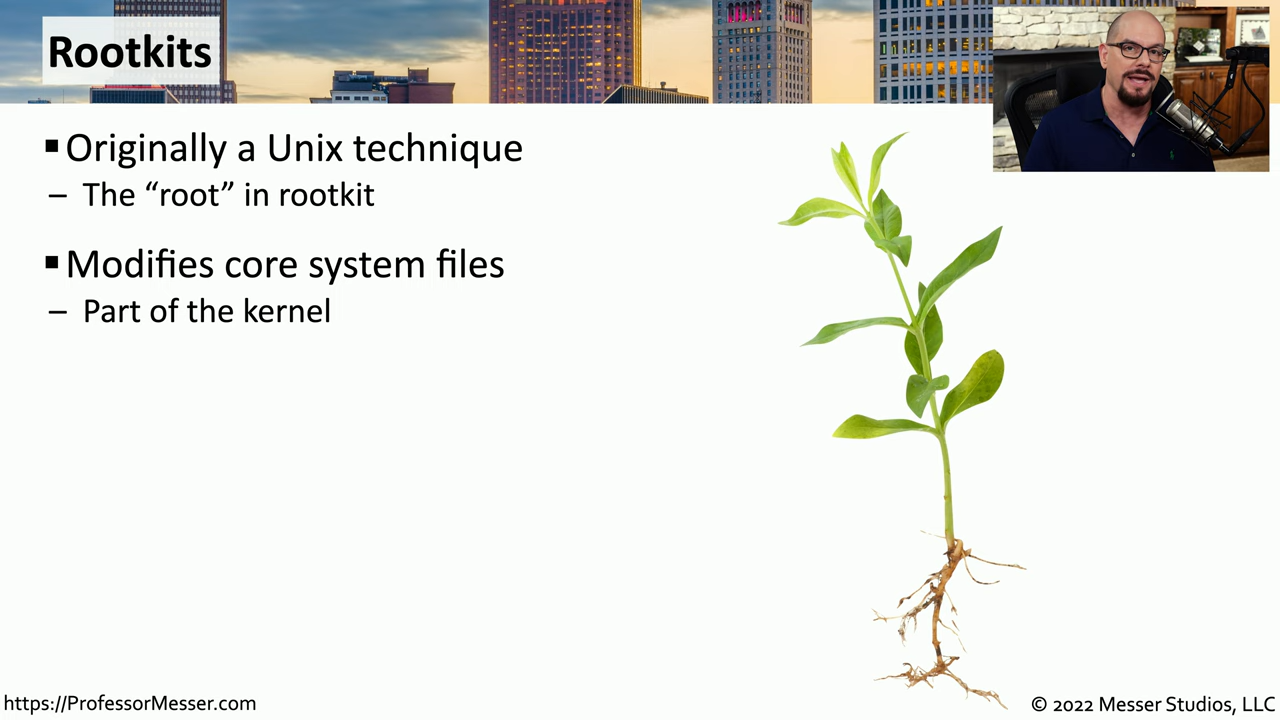 Rootkits
▪ Originally a Unix technique
– The “root” in rootkit
▪ Modifies core system files
– Part of the kernel
https://ProfessorMesser.com
© 2022 Messer Studios, LLC